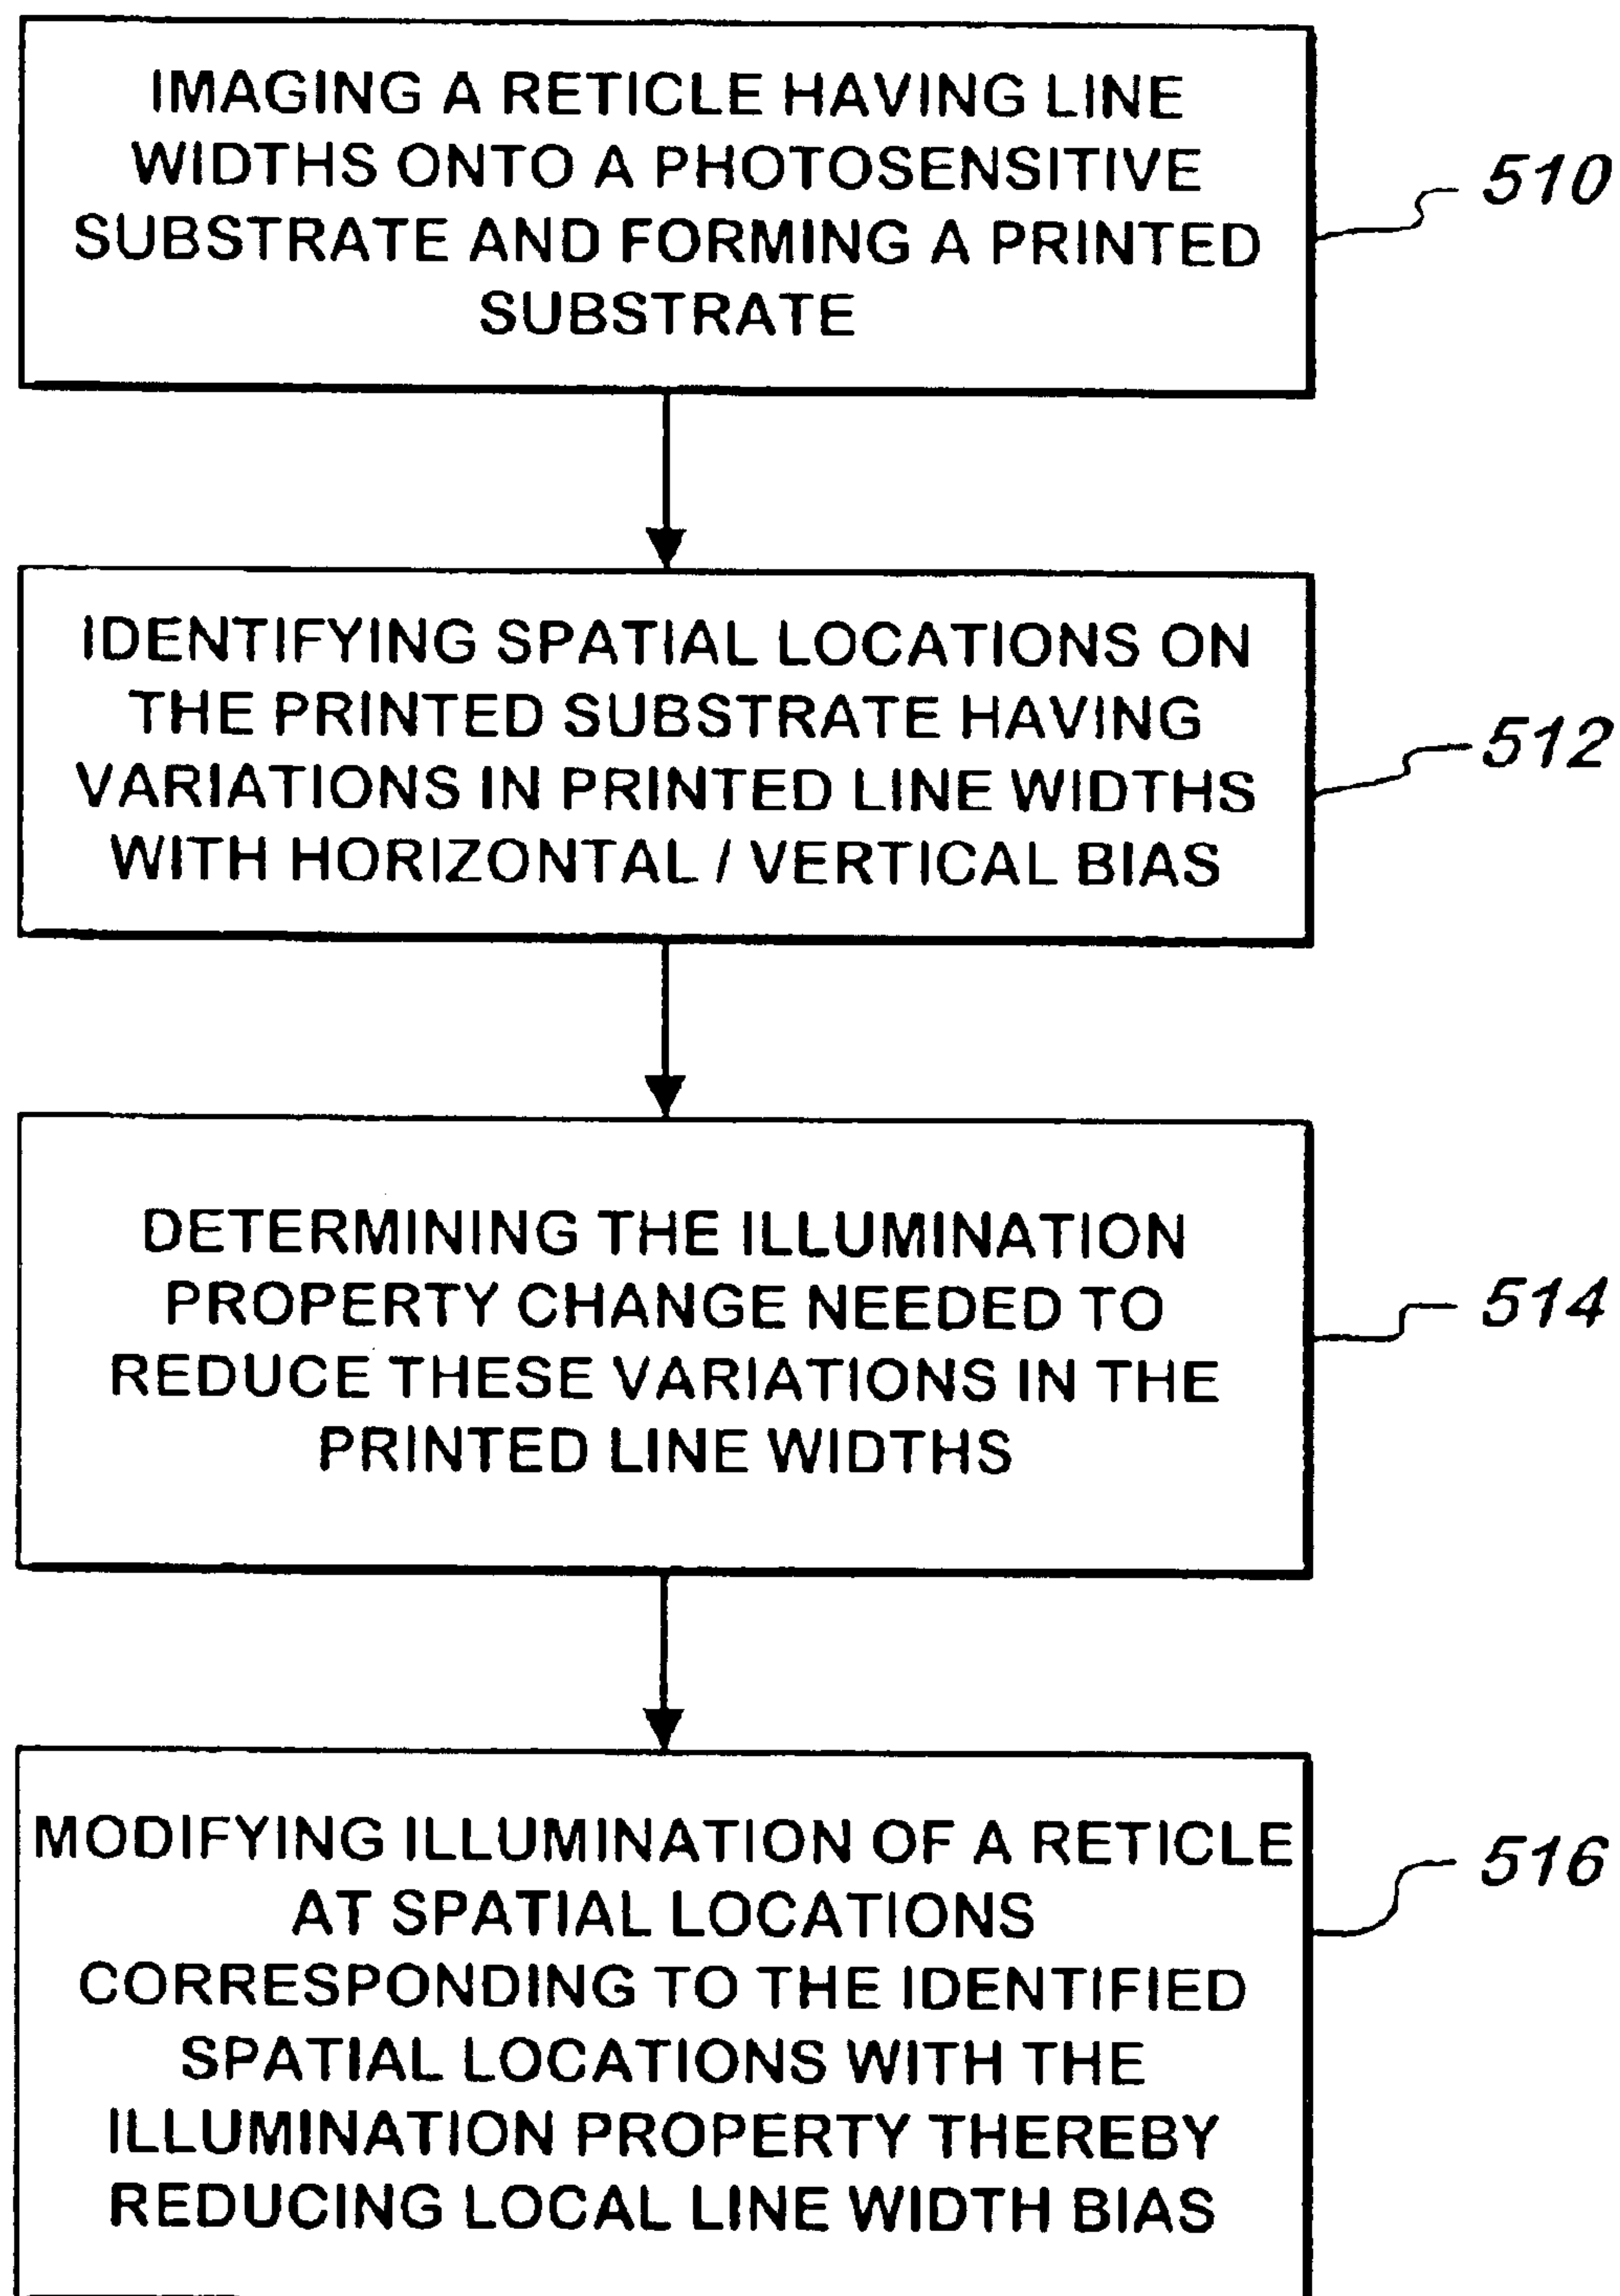 IMAGING A RETICLE HAVING LINE
WIDTHS ONTO A PHOTOSENSITIVE
SUBSTRATE AND FORMING A PRINTED
SUBSTRATE
510
IDENTIFYING SPATIAL LOCATIONS ON
THE PRINTED SUBSTRATE HAVING
VARIATIONS IN PRINTED LINE WIDTHS
WITH HORIZONTAL / VERTICAL BIAS
512
DETERMINING THE ILLUMINATION
PROPERTY CHANGE NEEDED TO
REDUCE THESE VARIATIONS IN THE
PRINTED LINE WIDTHS
514
MODIFYING ILLUMINATION OF A RETICLE
AT SPATIAL LOCATIONS
CORRESPONDING TO THE IDENTIFIED
SPATIAL LOCATIONS WITH THE
ILLUMINATION PROPERTY THEREBY
REDUCING LOCAL LINE WIDTH BIAS
516